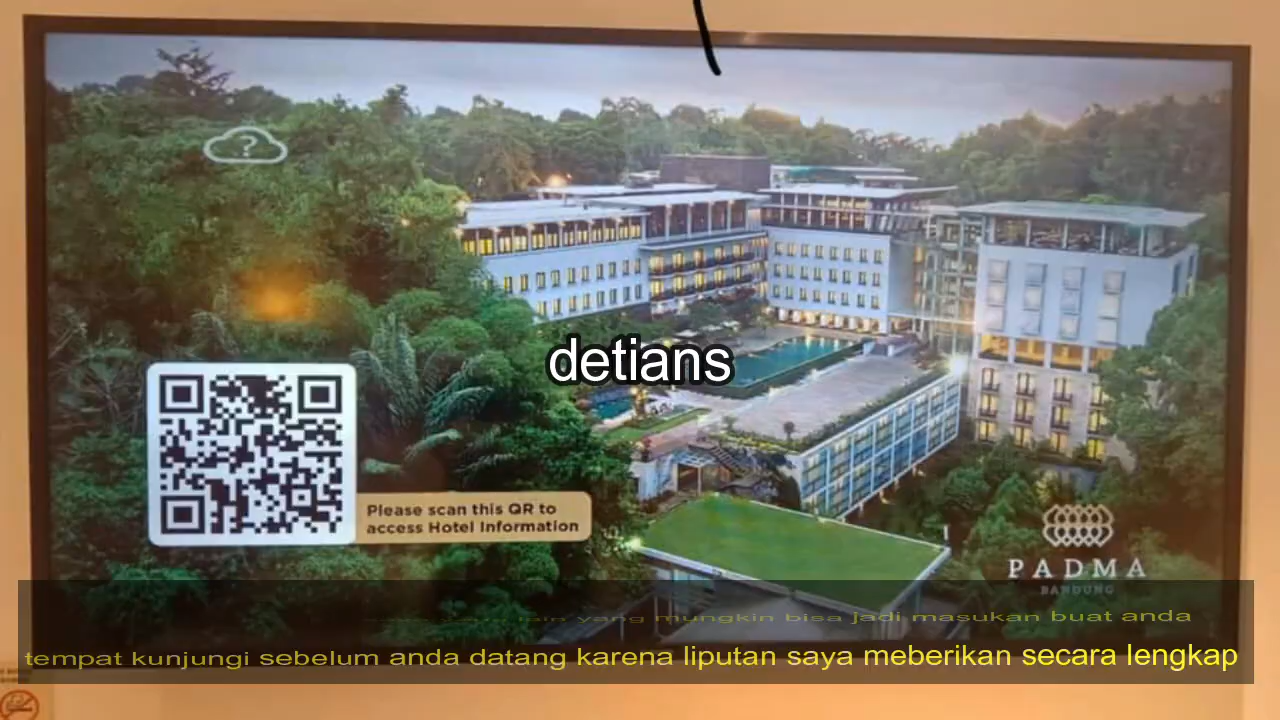 detians
Please scan this QR to
access Hotel Information
PADMA
BANDUNG
yang mungkin bisa jadi masukan buat anda
tempat kunjungi sebelum anda datang karena liputan saya meberikan secara lengkap